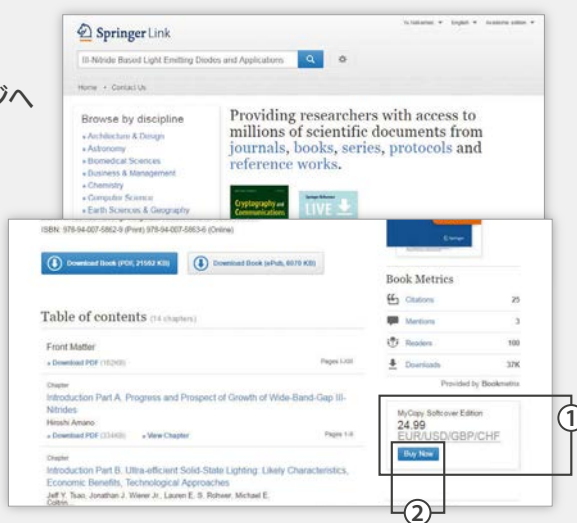 ジへ
Springer Link
English
III-Nitride Based Light Emitting Diodes and Applications
Home • Contact Us
Browse by discipline
» Architecture & Design
» Astronomy
» Biomedical Sciences
» Business & Management
» Chemistry
» Computer Science
» Earth Sciences & Geography
Providing researchers with access to
millions of scientific documents from
journals, books, series, protocols and
reference works.
Cryptography and
Communications
LIVE
ISBN: 978-94-007-5862-9 (Print) 978-94-007-5863-6 (Online)
Download Book (PDF, 21592 KB)
Download Book (ePub, 6070 KB)
Table of contents (14 chapters)
Front Matter
» Download PDF (162KB)
Pages I-VIII
Chapter
Introduction Part A. Progress and Prospect of Growth of Wide-Band-Gap III-
Nitrides
Hiroshi Amano
» Download PDF (334KB) » View Chapter
Pages 1-9
Chapter
Introduction Part B. Ultra-efficient Solid-State Lighting: Likely Characteristics,
Economic Benefits, Technological Approaches
Jeff Y. Tsao, Jonathan J. Wierer Jr., Lauren E. S. Rohwer, Michael E.
Coltrin...
Springer
Book Metrics
Citations 25
Mentions 3
Readers 100
Downloads 37K
Provided by Bookmetrix
MyCopy Softcover Edition
24.99
EUR/USD/GBP/CHF
Buy Now
①
②